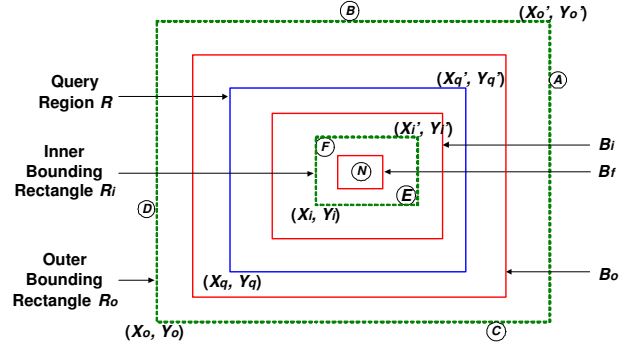 B
(Xo', Yo')
A
Query
Region R
(Xq', Yq')
(Xi', Yi')
F
Bi
Inner
Bounding
Rectangle Ri
N
Bf
E
D
(Xi, Yi)
Outer
Bounding
Rectangle Ro
(Xq, Yq)
Bo
(Xo, Yo)
C